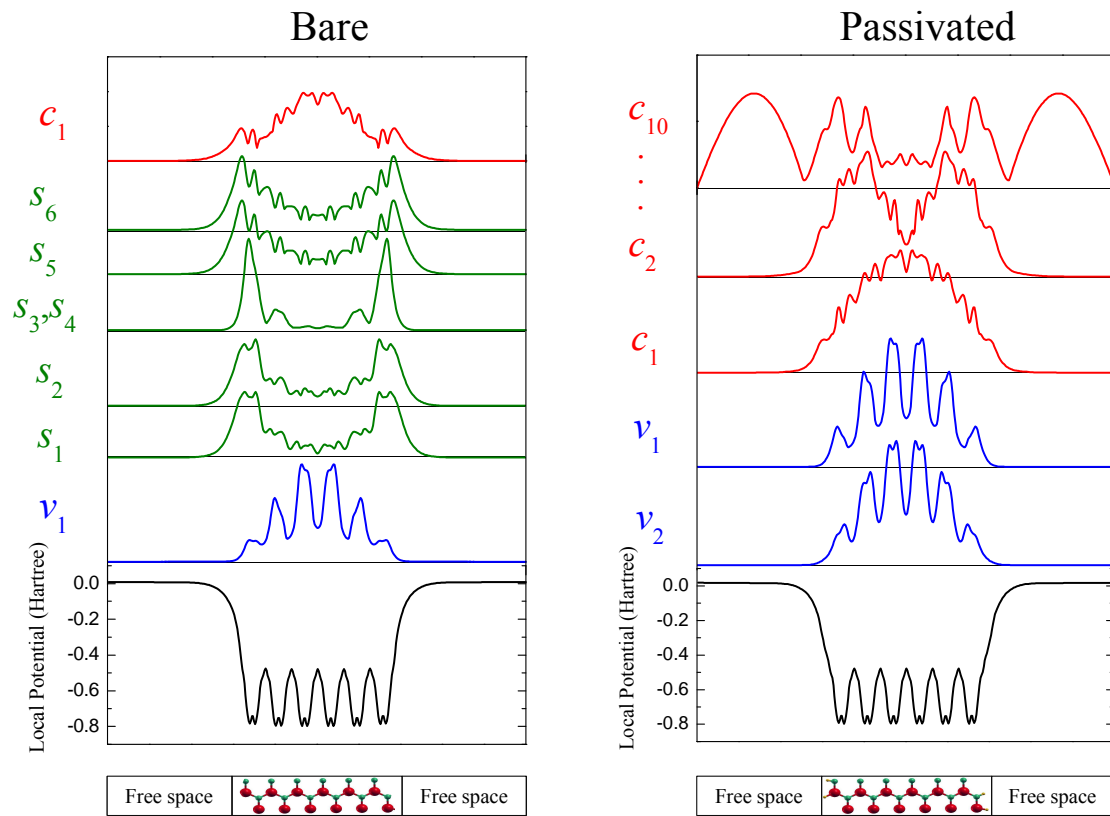 Bare
c1
s6
s5
s3,s4
s2
s1
v1
Local Potential (Hartree)
0.0
-0.2
-0.4
-0.6
-0.8
Free space
Free space
Passivated
c10
.
.
.
c2
c1
v1
v2
Local Potential (Hartree)
0.0
-0.2
-0.4
-0.6
-0.8
Free space
Free space